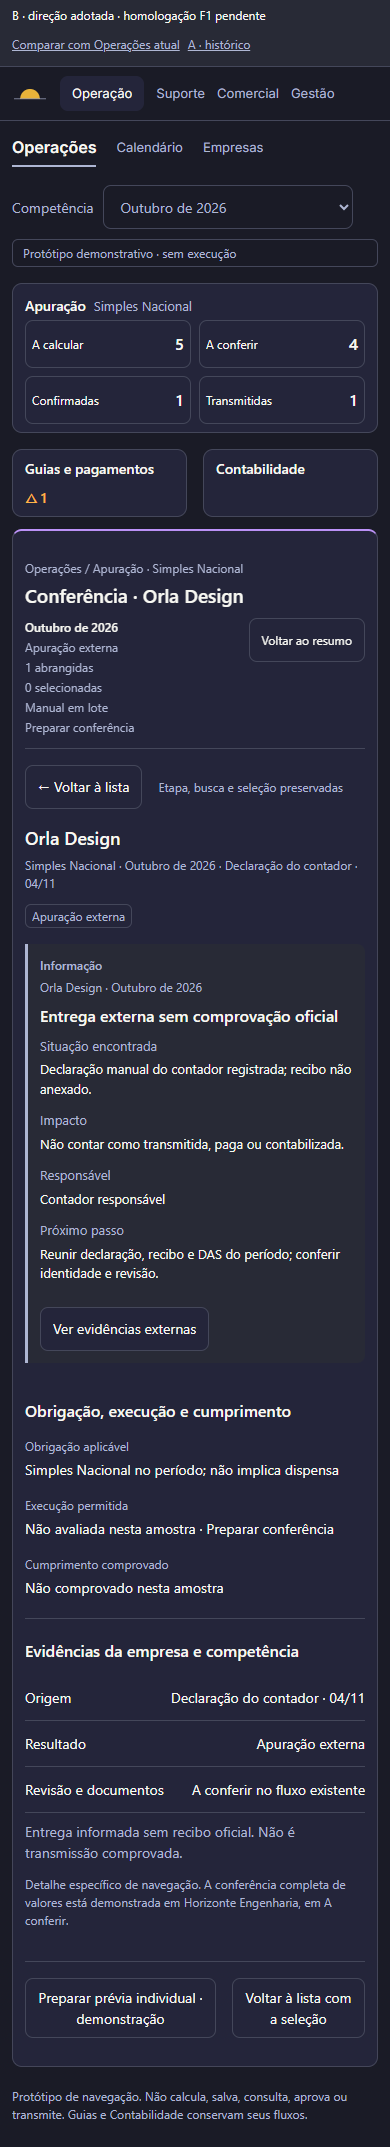 B · direção adotada · homologação F1 pendente
Comparar com Operações atual A · histórico
Operação Suporte Comercial Gestão
Operações Calendário Empresas
Competência Outubro de 2026
Protótipo demonstrativo · sem execução
Apuração Simples Nacional
A calcular 5 A conferir 4
Confirmadas 1 Transmitidas 1
Guias e pagamentos Contabilidade
△ 1
Operações / Apuração · Simples Nacional
Conferência · Orla Design
Outubro de 2026
Apuração externa
1 abrangidas
0 selecionadas
Manual em lote
Preparar conferência
Voltar ao resumo
← Voltar à lista Etapa, busca e seleção preservadas
Orla Design
Simples Nacional · Outubro de 2026 · Declaração do contador ·
04/11
Apuração externa
Informação
Orla Design · Outubro de 2026
Entrega externa sem comprovação oficial
Situação encontrada
Declaração manual do contador registrada; recibo não
anexado.
Impacto
Não contar como transmitida, paga ou contabilizada.
Responsável
Contador responsável
Próximo passo
Reunir declaração, recibo e DAS do período; conferir
identidade e revisão.
Ver evidências externas
Obrigação, execução e cumprimento
Obrigação aplicável
Simples Nacional no período; não implica dispensa
Execução permitida
Não avaliada nesta amostra · Preparar conferência
Cumprimento comprovado
Não comprovado nesta amostra
Evidências da empresa e competência
Origem Declaração do contador · 04/11
Resultado Apuração externa
Revisão e documentos A conferir no fluxo existente
Entrega informada sem recibo oficial. Não é
transmissão comprovada.
Detalhe específico de navegação. A conferência completa de
valores está demonstrada em Horizonte Engenharia, em A
conferir.
Preparar prévia individual ·
demonstração
Voltar à lista com
a seleção
Protótipo de navegação. Não calcula, salva, consulta, aprova ou
transmite. Guias e Contabilidade conservam seus fluxos.